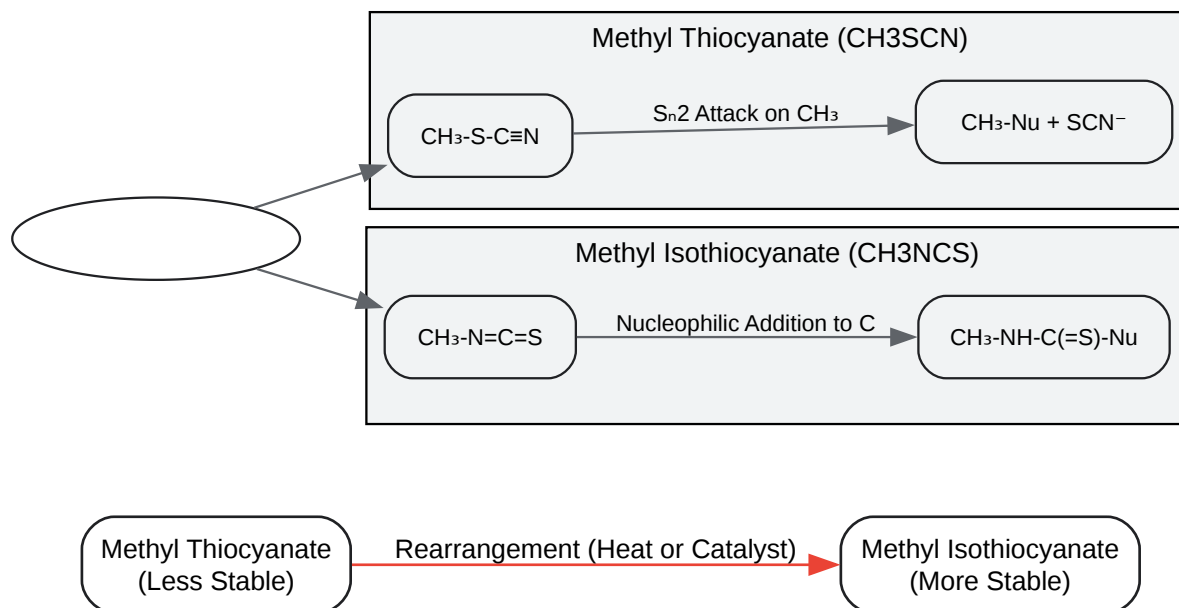 Methyl Thiocyanate (CH3SCN)
CH₃-S-C≡N
Sₙ2 Attack on CH₃
CH₃-Nu + SCN⁻
Methyl Isothiocyanate (CH3NCS)
CH₃-N=C=S
Nucleophilic Addition to C
CH₃-NH-C(=S)-Nu
Methyl Thiocyanate
(Less Stable)
Rearrangement (Heat or Catalyst)
Methyl Isothiocyanate
(More Stable)